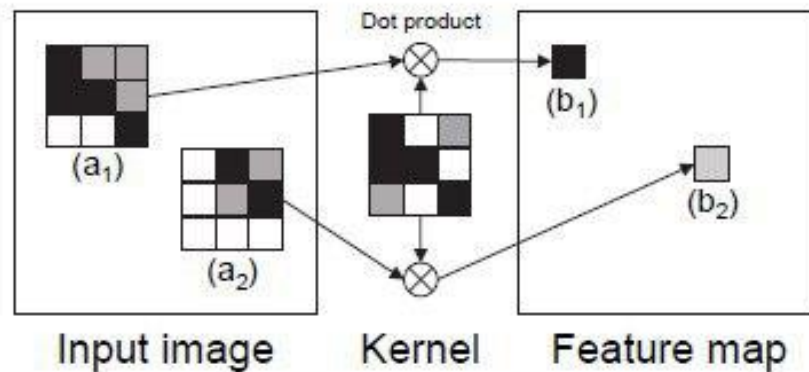 Dot product
(a₁)
(a₂)
(b₁)
(b₂)
Input image
Kernel
Feature map